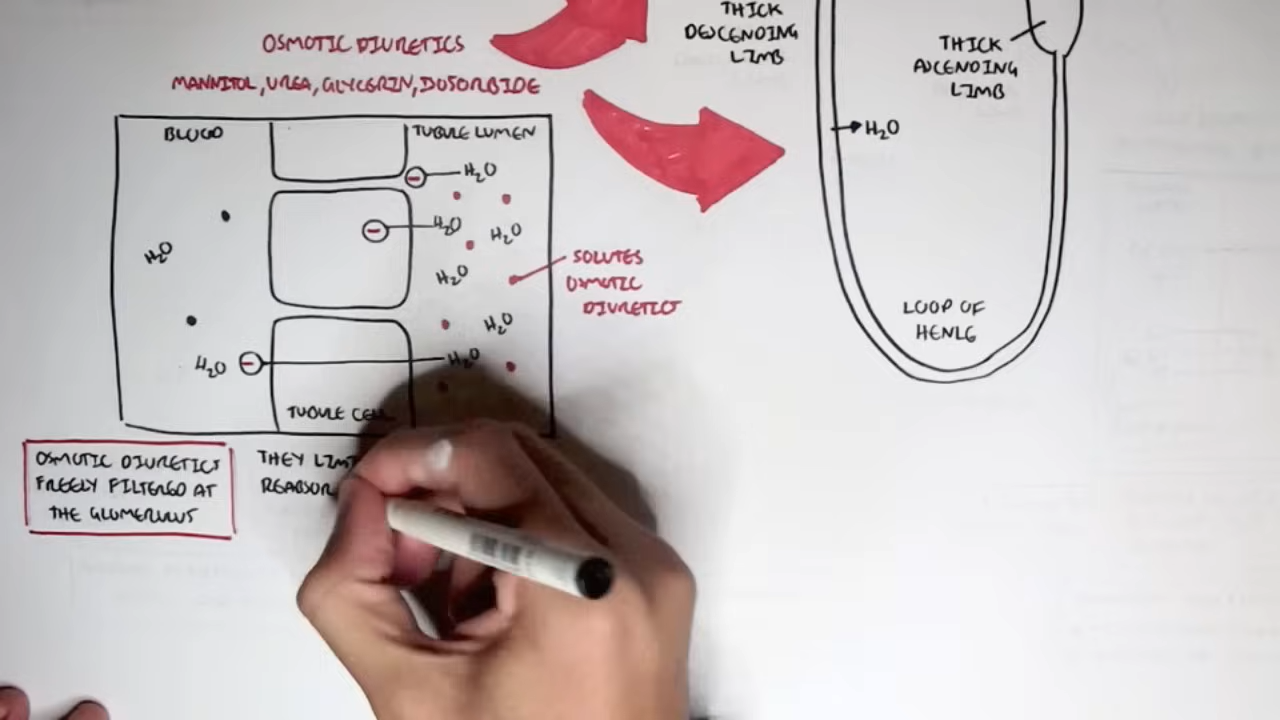 OSMOTIC DIURETICS
MANNITOL, UREA, GLYCERIN, DOSORBIDE
BLOOD
TUBULE LUMEN
H₂O
H₂O
H₂O
H₂O
H₂O
H₂O
H₂O
H₂O
TUBULE CELL
SOLUTES
OSMOTIC
DIURETICS
OSMOTIC DIURETICS
FREELY FILTERED AT
THE GLOMERULUS
THEY LIMIT
REABSOR
THICK
DESCENDING
LIMB
THICK
ASCENDING
LIMB
H₂O
LOOP OF
HENLE